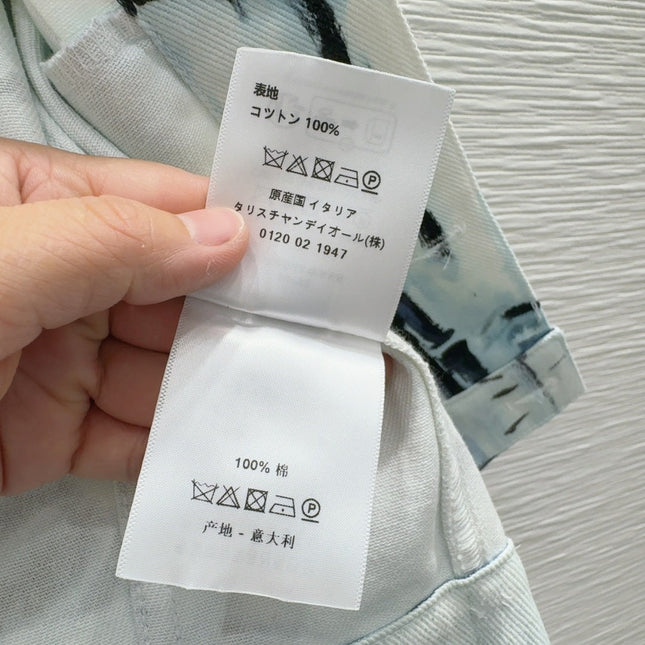 表地
コットン 100%
P
原産国 イタリア
タリスチャンディオール(株)
0120 02 1947
100% 棉
P
产地 - 意大利